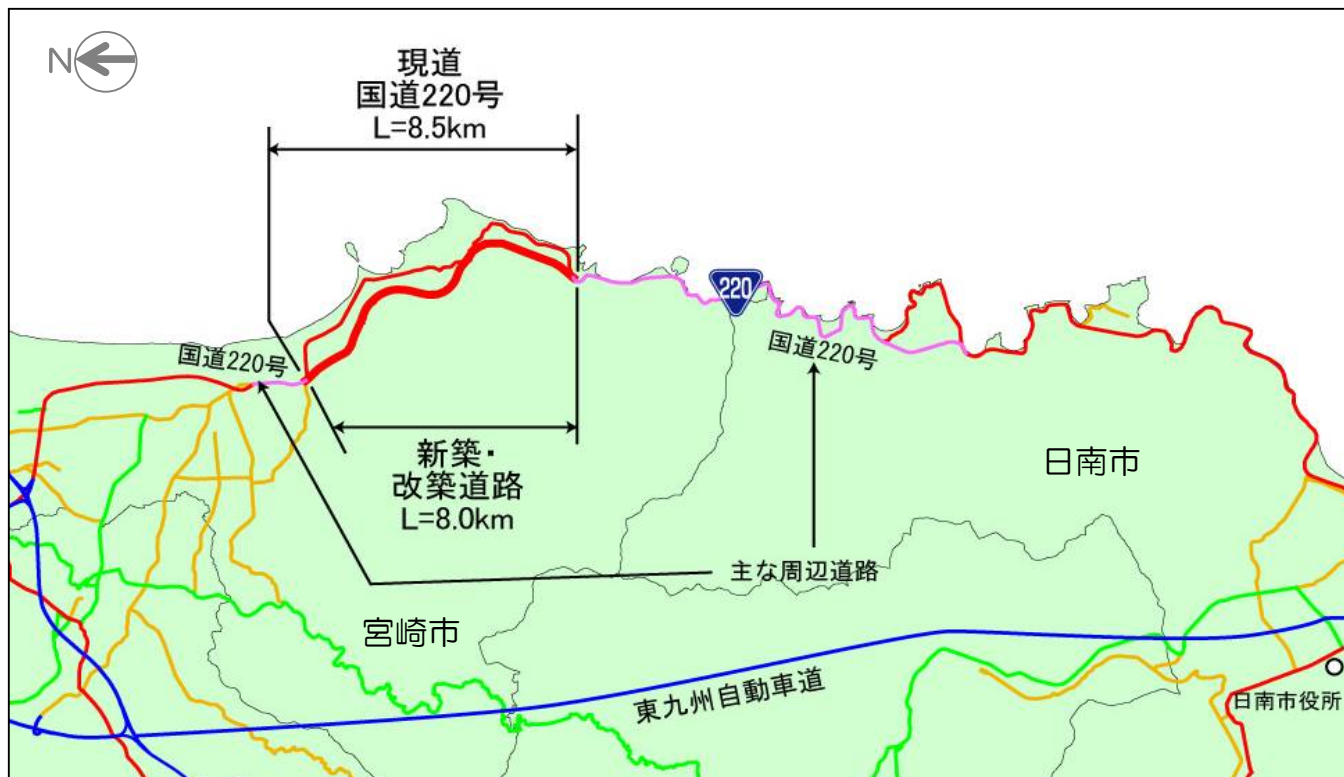 N
現道
国道220号
L=8.5km
220
国道220号
国道220号
新築・
改築道路
L=8.0km
日南市
主な周辺道路
宮崎市
東九州自動車道
日南市役所